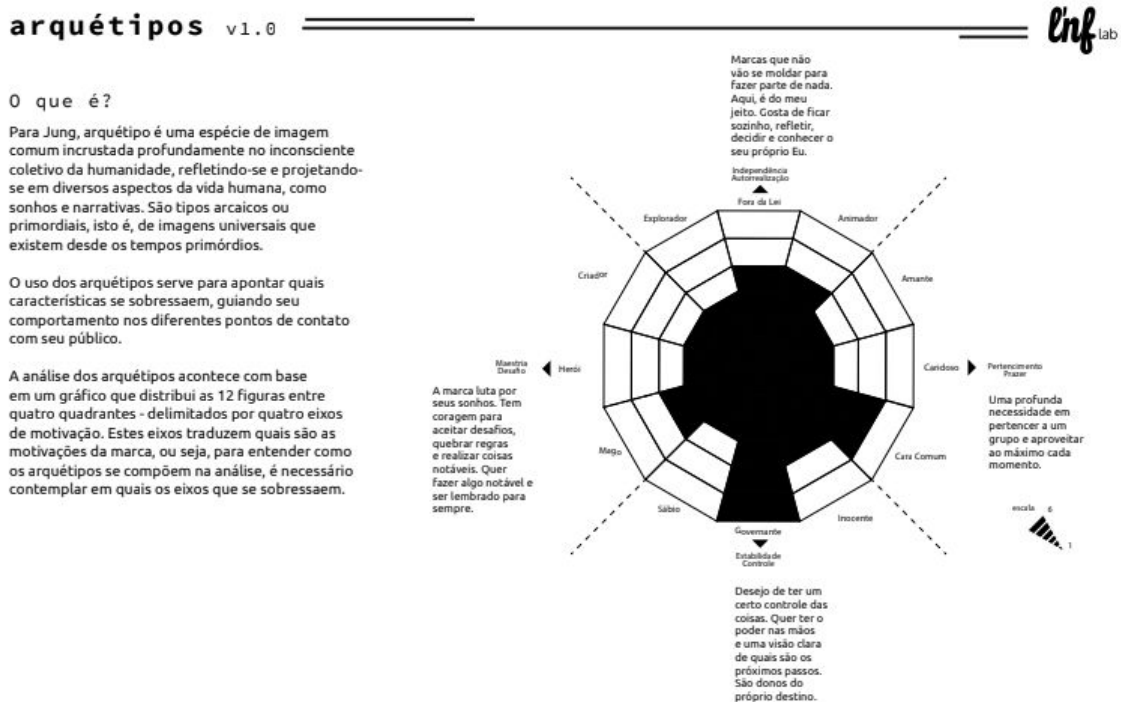 arquétipos v1.0
l'nf lab
O que é?
Para Jung, arquétipo é uma espécie de imagem
comum incrustada profundamente no inconsciente
coletivo da humanidade, refletindo-se e projetando-
se em diversos aspectos da vida humana, como
sonhos e narrativas. São tipos arcaicos ou
primordiais, isto é, de imagens universais que
existem desde os tempos primórdios.
O uso dos arquétipos serve para apontar quais
características se sobressaem, guiando seu
comportamento nos diferentes pontos de contato
com seu público.
A análise dos arquétipos acontece com base
em um gráfico que distribui as 12 figuras entre
quatro quadrantes - delimitados por quatro eixos
de motivação. Estes eixos traduzem quais são as
motivações da marca, ou seja, para entender como
os arquétipos se compõem na análise, é necessário
contemplar em quais os eixos que se sobressaem.
Marcas que não
vão se moldar para
fazer parte de nada.
Aqui, é do meu
jeito. Gosta de ficar
sozinho, refletir,
decidir e conhecer o
seu próprio Eu.
Independência
Autorrealização
Fora da Lei
Explorador
Animador
Criador
Amante
Maestria
Desafio
Herói
Caridoso
Pertencimento
Prazer
A marca luta por
seus sonhos. Tem
coragem para
aceitar desafios,
quebrar regras
e realizar coisas
notáveis. Quer
fazer algo notável e
ser lembrado para
sempre.
Uma profunda
necessidade em
pertencer a um
grupo e aproveitar
ao máximo cada
momento.
Mago
Cara Comum
Sábio
Inocente
Governante
Estabilidade
Controle
escala 6
1
Desejo de ter um
certo controle das
coisas. Quer ter o
poder nas mãos
e uma visão clara
de quais são os
próximos passos.
São donos do
próprio destino.